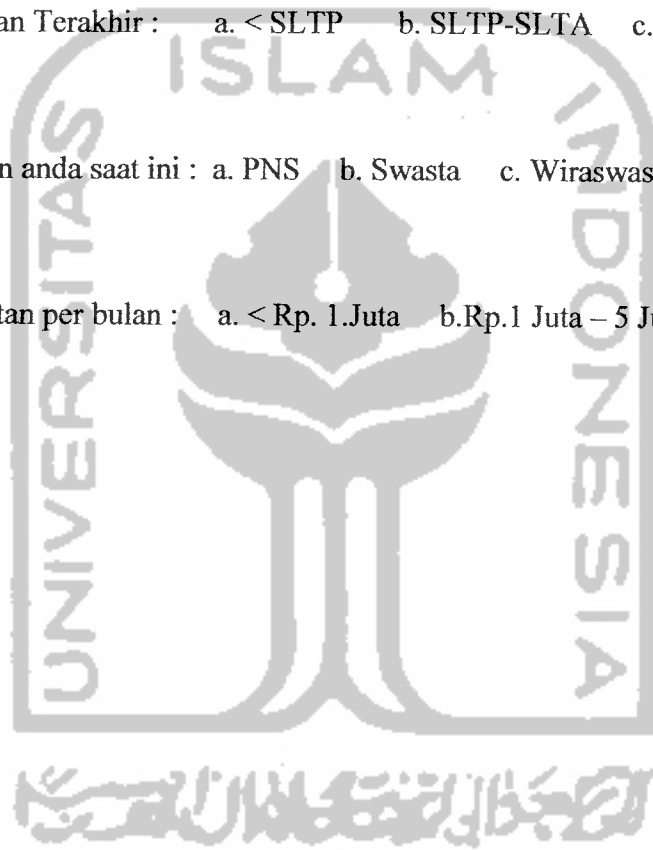 an Terakhir : a. < SLTP b. SLTP-SLTA c.
ISLAM
n anda saat ini : a. PNS b. Swasta c. Wiraswas
UNIVERSITAS
INDONESIA
tan per bulan : a. < Rp. 1.Juta b.Rp.1 Juta – 5 Ju